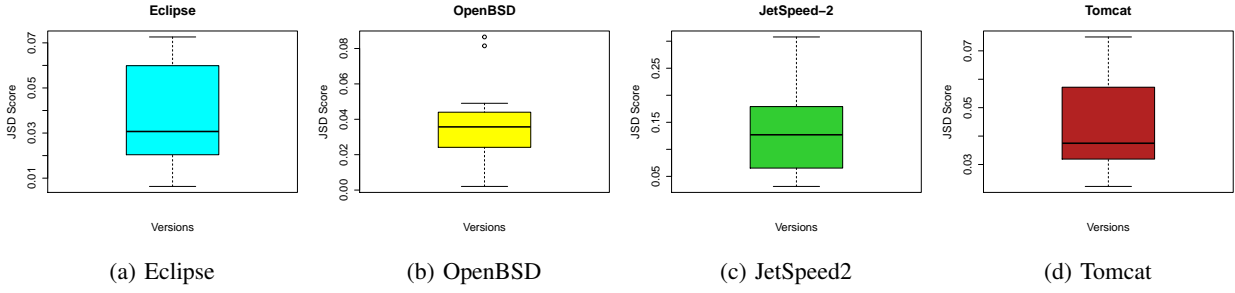 Eclipse
JSD Score
0.01
0.03
0.05
0.07
Versions
(a) Eclipse
OpenBSD
JSD Score
0.00
0.02
0.04
0.06
0.08
Versions
(b) OpenBSD
JetSpeed−2
JSD Score
0.05
0.15
0.25
Versions
(c) JetSpeed2
Tomcat
JSD Score
0.03
0.05
0.07
Versions
(d) Tomcat